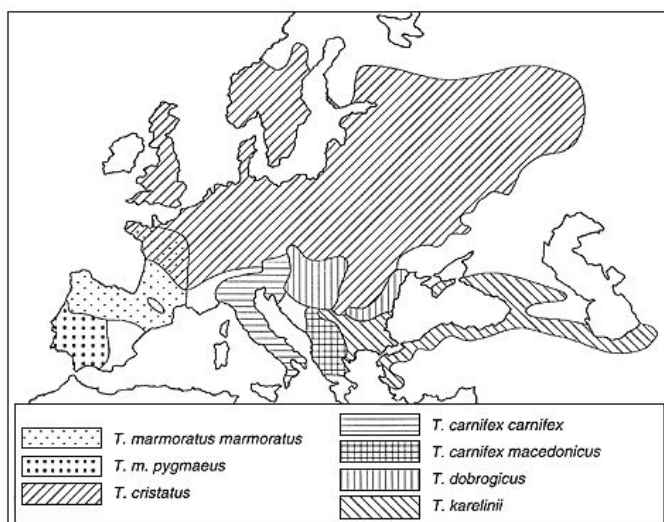 T. marmoratus marmoratus
T. m. pygmaeus
T. cristatus
T. carnifex carnifex
T. carnifex macedonicus
T. dobrogicus
T. karelinii